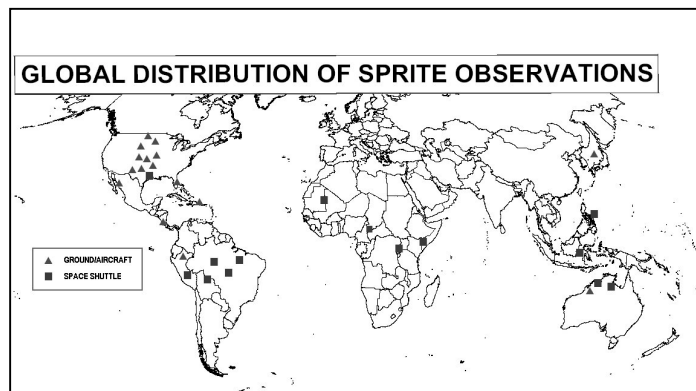 GLOBAL DISTRIBUTION OF SPRITE OBSERVATIONS
GROUND/AIRCRAFT
SPACE SHUTTLE